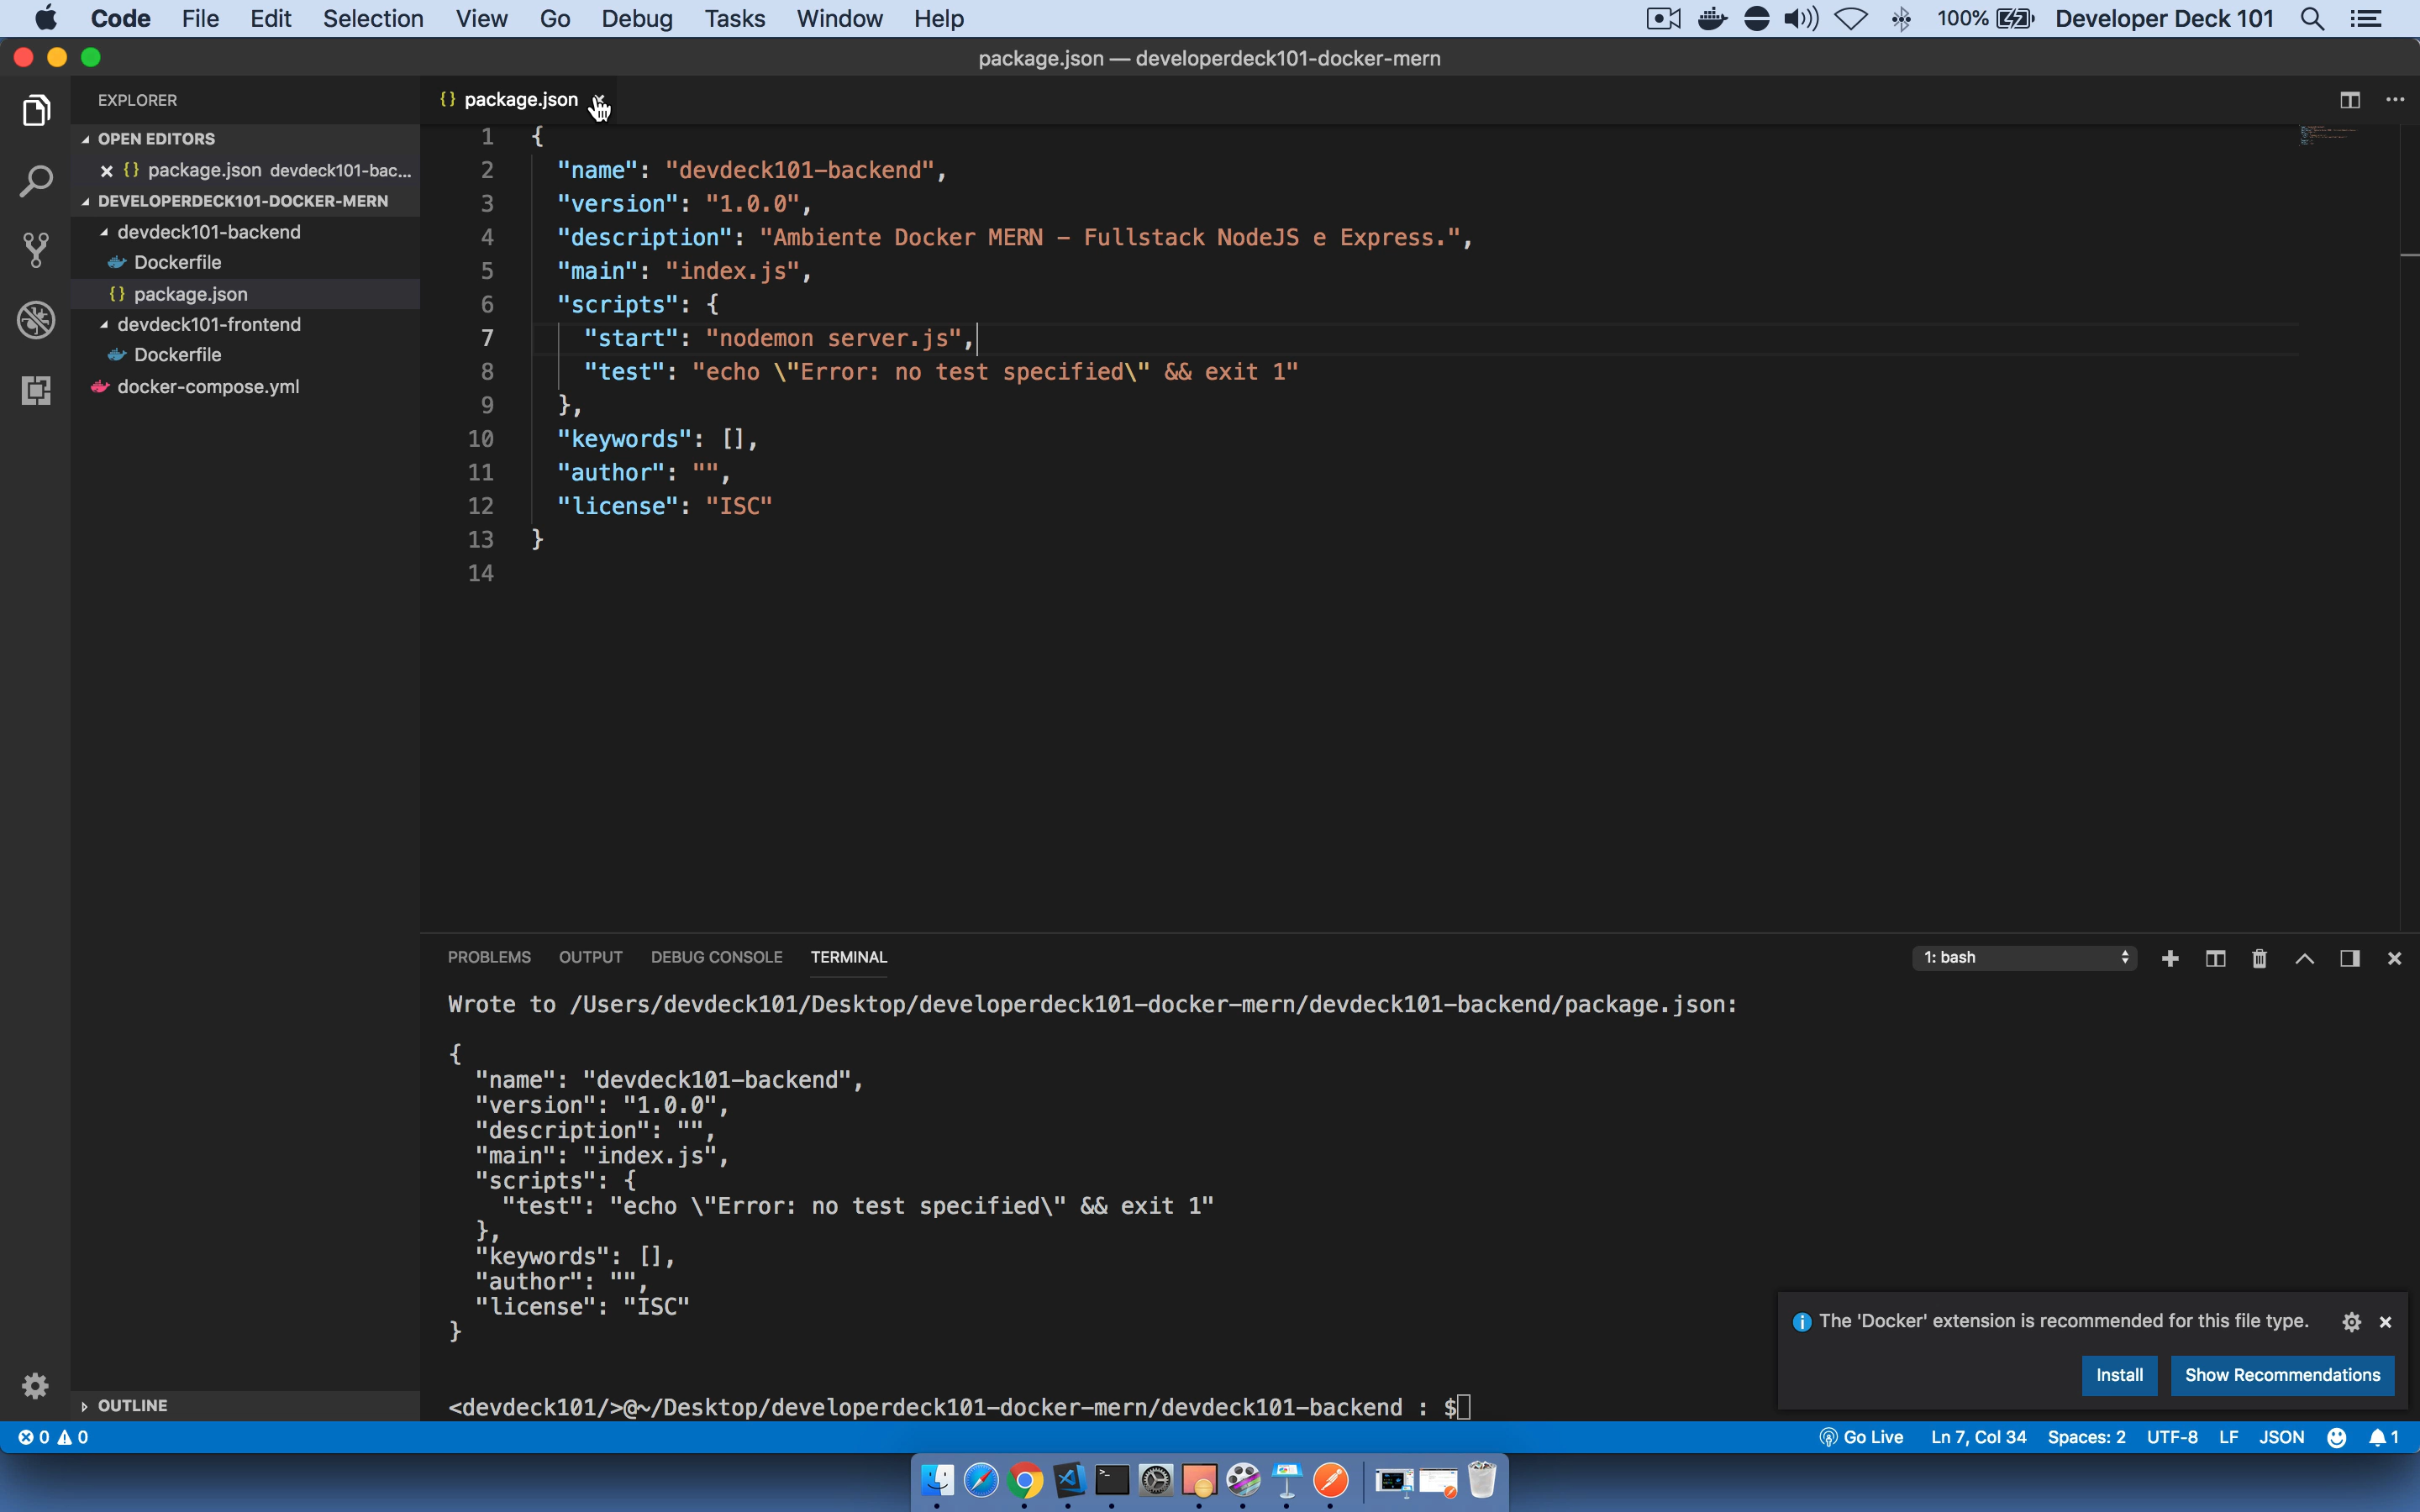 Code File Edit Selection View Go Debug Tasks Window Help 100% Developer Deck 101
package.json — developerdeck101-docker-mern
EXPLORER
OPEN EDITORS
{} package.json devdeck101-bac...
DEVELOPERDECK101-DOCKER-MERN
devdeck101-backend
Dockerfile
{} package.json
devdeck101-frontend
Dockerfile
docker-compose.yml
OUTLINE
{} package.json
1 {
2 "name": "devdeck101-backend",
3 "version": "1.0.0",
4 "description": "Ambiente Docker MERN - Fullstack NodeJS e Express.",
5 "main": "index.js",
6 "scripts": {
7 "start": "nodemon server.js",
8 "test": "echo \"Error: no test specified\" && exit 1"
9 },
10 "keywords": [],
11 "author": "",
12 "license": "ISC"
13 }
14
PROBLEMS OUTPUT DEBUG CONSOLE TERMINAL 1: bash
Wrote to /Users/devdeck101/Desktop/developerdeck101-docker-mern/devdeck101-backend/package.json:
{
"name": "devdeck101-backend",
"version": "1.0.0",
"description": "",
"main": "index.js",
"scripts": {
"test": "echo \"Error: no test specified\" && exit 1"
},
"keywords": [],
"author": "",
"license": "ISC"
}
<devdeck101/>@~/Desktop/developerdeck101-docker-mern/devdeck101-backend : $
The 'Docker' extension is recommended for this file type.
Install Show Recommendations
0 0 Go Live Ln 7, Col 34 Spaces: 2 UTF-8 LF JSON 1